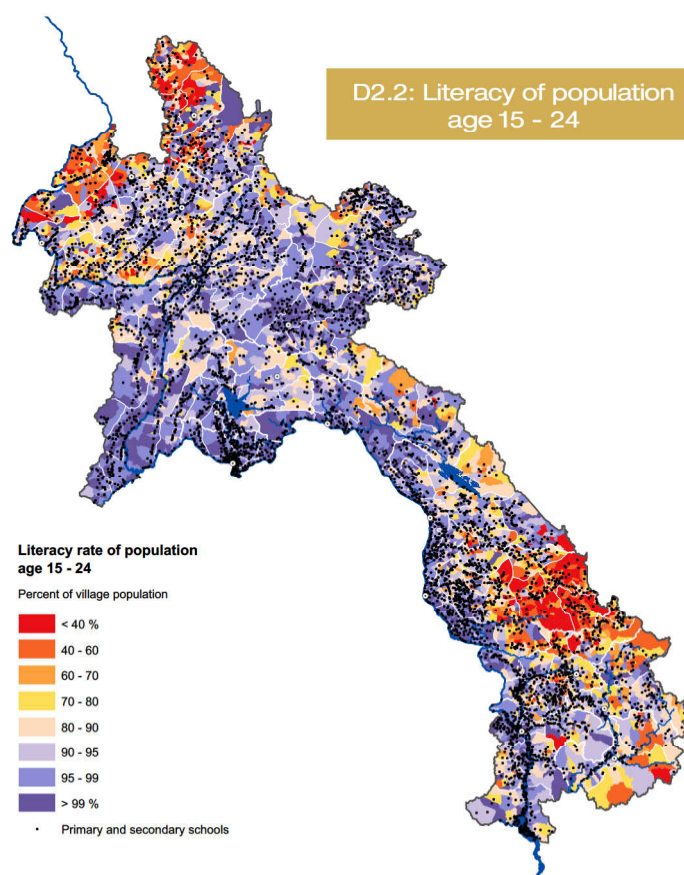 D2.2: Literacy of population
age 15 - 24
Literacy rate of population
age 15 - 24
Percent of village population
< 40 %
40 - 60
60 - 70
70 - 80
80 - 90
90 - 95
95 - 99
> 99 %
Primary and secondary schools